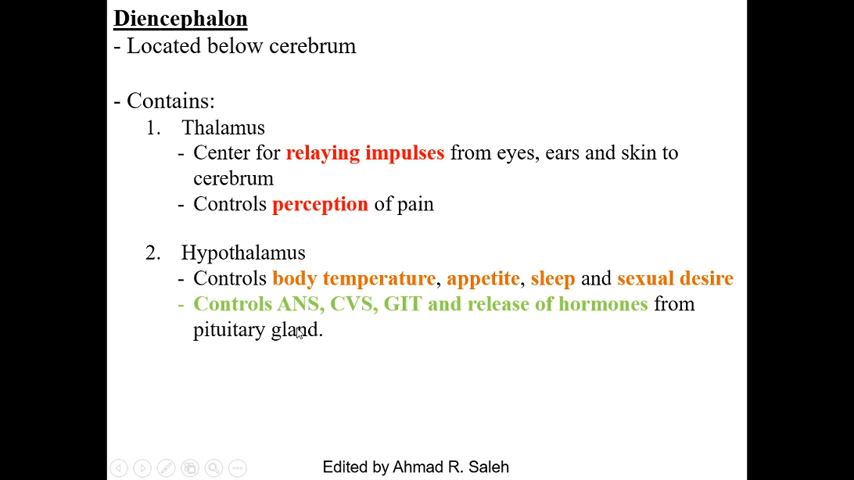 Diencephalon
- Located below cerebrum
- Contains:
1. Thalamus
- Center for relaying impulses from eyes, ears and skin to
cerebrum
- Controls perception of pain
2. Hypothalamus
- Controls body temperature, appetite, sleep and sexual desire
- Controls ANS, CVS, GIT and release of hormones from
pituitary gland.
Edited by Ahmad R. Saleh